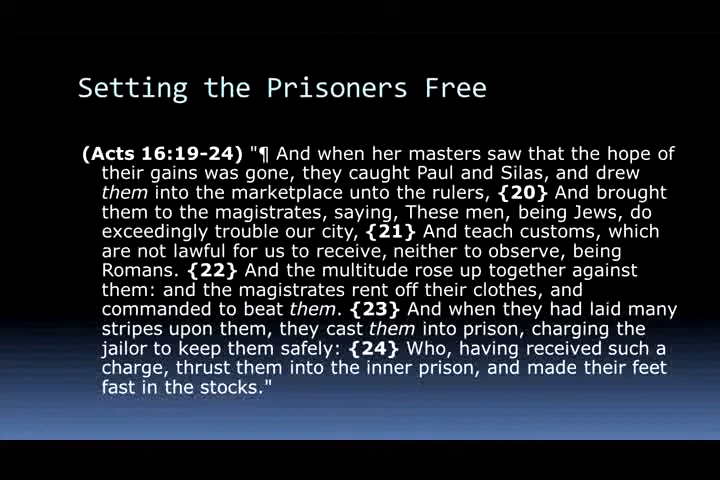 Setting the Prisoners Free
(Acts 16:19-24) "¶ And when her masters saw that the hope of
their gains was gone, they caught Paul and Silas, and drew
them into the marketplace unto the rulers, {20} And brought
them to the magistrates, saying, These men, being Jews, do
exceedingly trouble our city, {21} And teach customs, which
are not lawful for us to receive, neither to observe, being
Romans. {22} And the multitude rose up together against
them: and the magistrates rent off their clothes, and
commanded to beat them. {23} And when they had laid many
stripes upon them, they cast them into prison, charging the
jailor to keep them safely: {24} Who, having received such a
charge, thrust them into the inner prison, and made their feet
fast in the stocks."